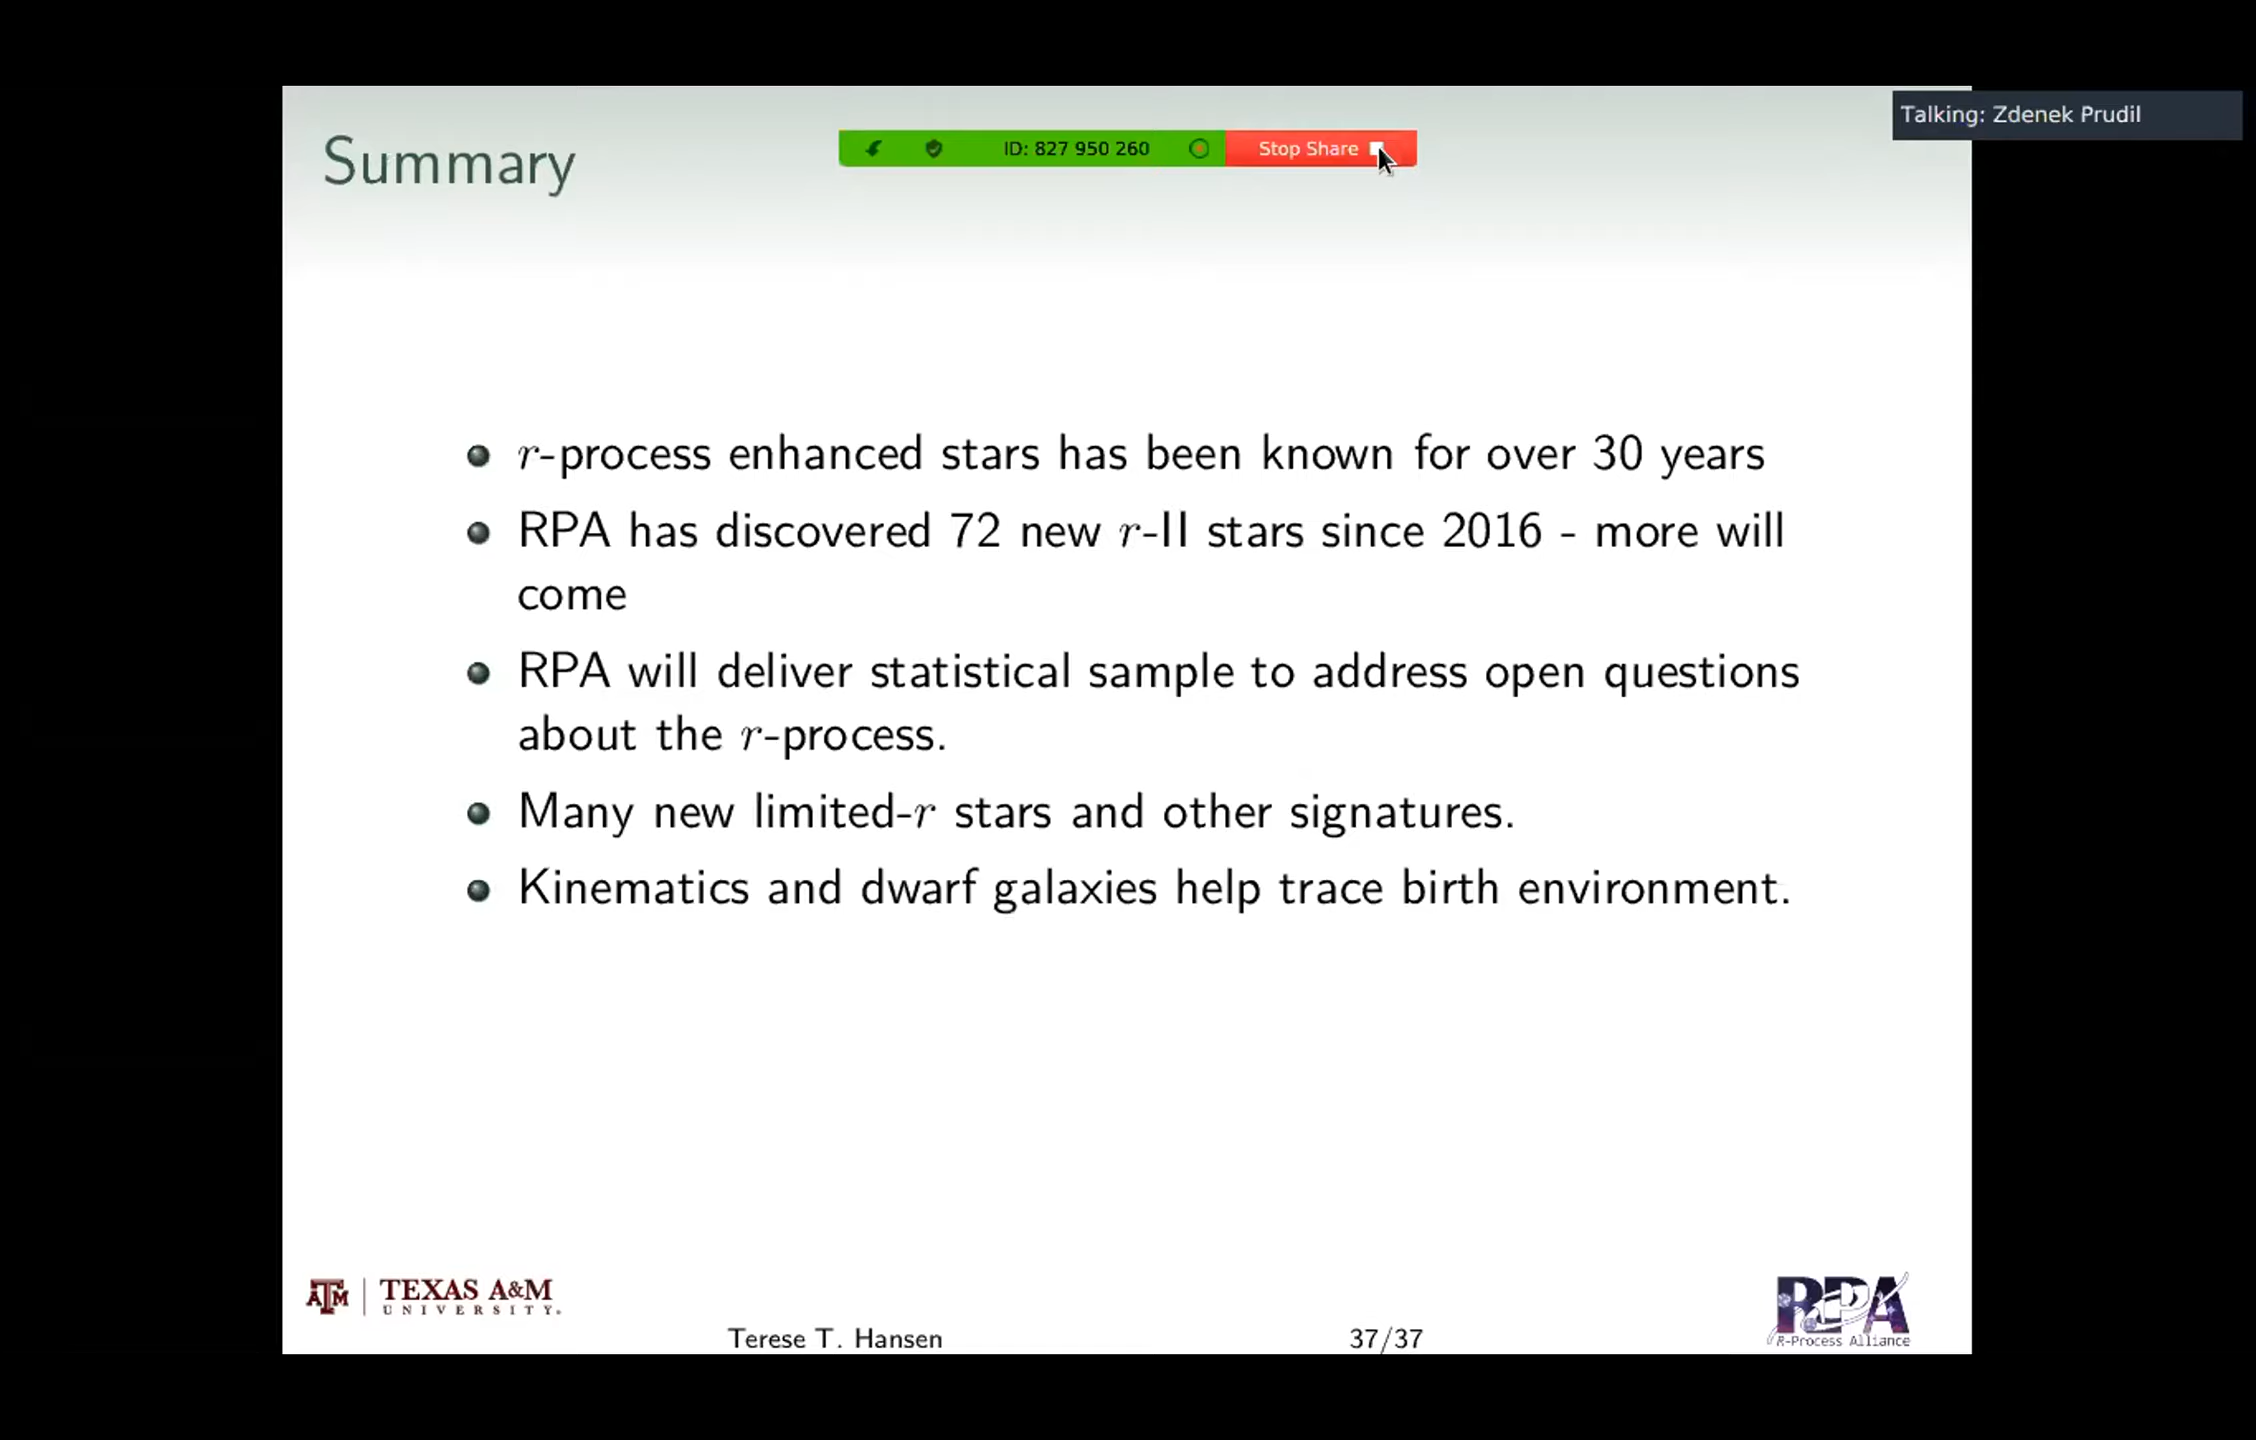 Talking: Zdenek Prudil
Summary
ID: 827 950 260
Stop Share
r-process enhanced stars has been known for over 30 years
RPA has discovered 72 new r-II stars since 2016 - more will
come
RPA will deliver statistical sample to address open questions
about the r-process.
Many new limited-r stars and other signatures.
Kinematics and dwarf galaxies help trace birth environment.
ATM
TEXAS A&M
UNIVERSITY.
RPA
R-Process Alliance
Terese T. Hansen
37/37